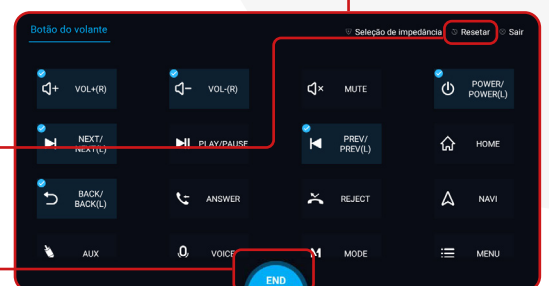 Botão do volante
Seleção de impedância Resetar Sair
VOL+(R) VOL-(R) MUTE POWER/
POWER(L)
NEXT/
NEXT(L) PLAY/PAUSE PREV/
PREV(L) HOME
BACK/
BACK(L) ANSWER REJECT NAVI
AUX VOICE MODE MENU
END